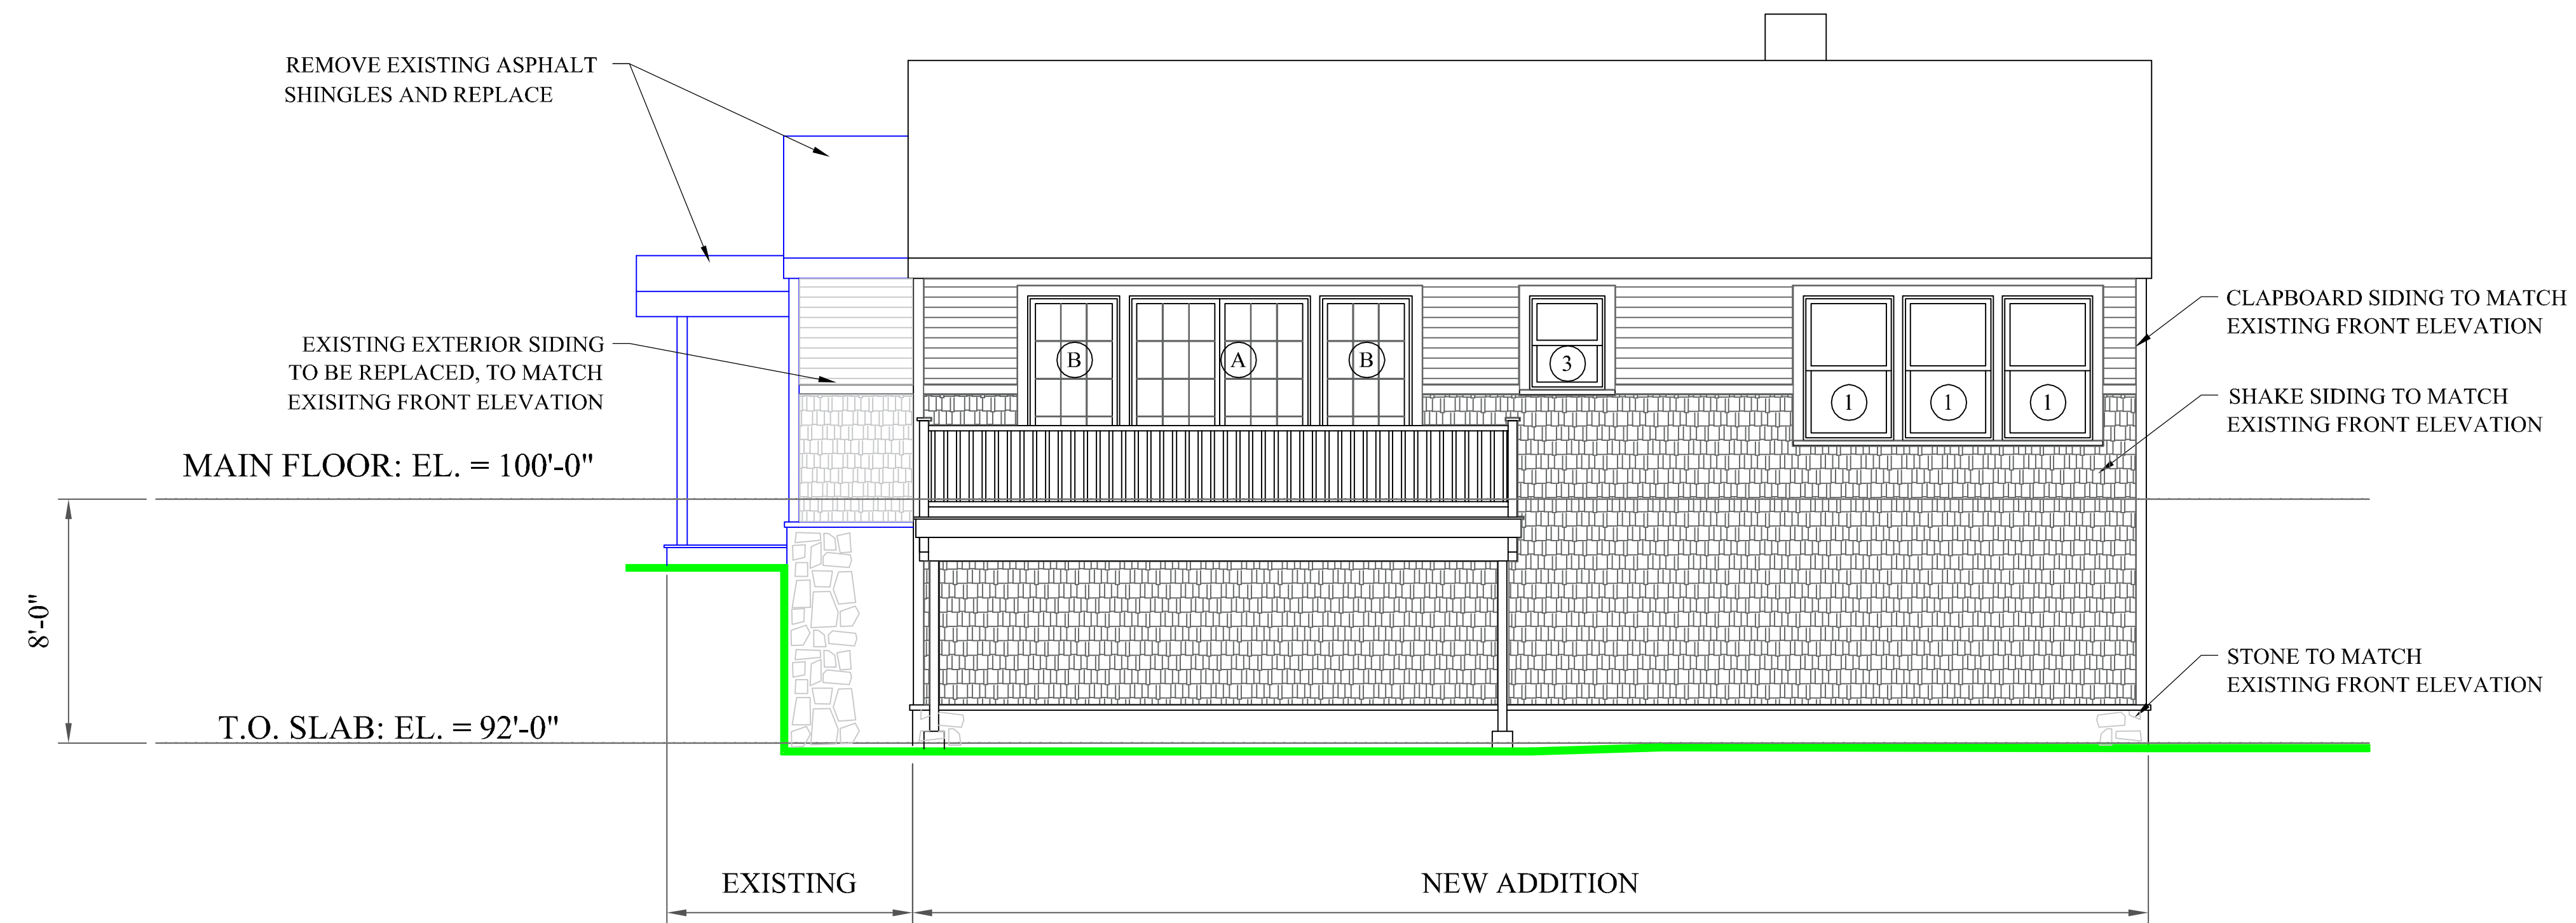 REMOVE EXISTING ASPHALT
SHINGLES AND REPLACE
EXISTING EXTERIOR SIDING
TO BE REPLACED, TO MATCH
EXISITNG FRONT ELEVATION
B
A
B
3
1
1
1
CLAPBOARD SIDING TO MATCH
EXISTING FRONT ELEVATION
SHAKE SIDING TO MATCH
EXISTING FRONT ELEVATION
MAIN FLOOR: EL. = 100'-0"
8'-0"
STONE TO MATCH
EXISTING FRONT ELEVATION
T.O. SLAB: EL. = 92'-0"
EXISTING
NEW ADDITION